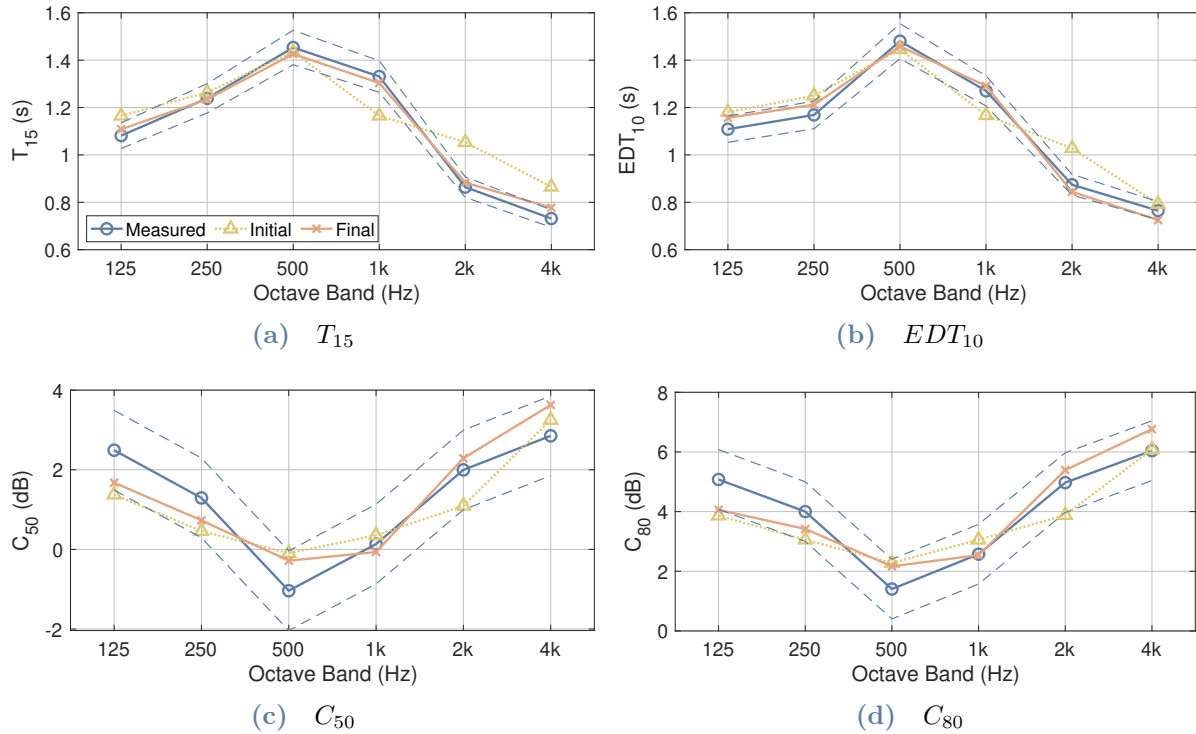 1.6
1.4
1.2
1
0.8
0.6
T15 (s)
Measured Initial Final
125 250 500 1k 2k 4k
Octave Band (Hz)
(a) T15
1.6
1.4
1.2
1
0.8
0.6
EDT10 (s)
125 250 500 1k 2k 4k
Octave Band (Hz)
(b) EDT10
4
2
0
-2
C50 (dB)
125 250 500 1k 2k 4k
Octave Band (Hz)
(c) C50
8
6
4
2
0
C80 (dB)
125 250 500 1k 2k 4k
Octave Band (Hz)
(d) C80